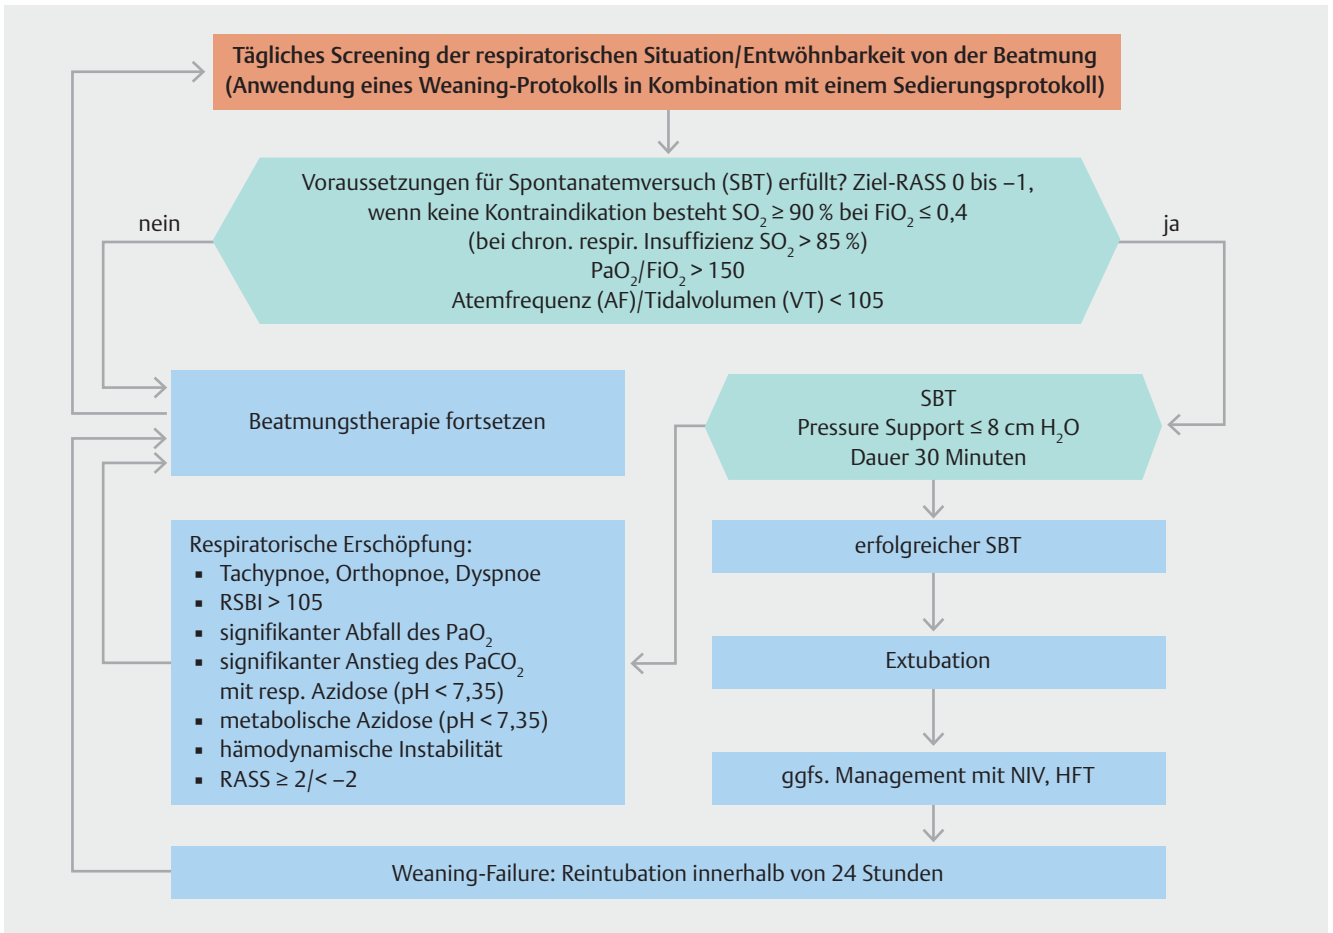 Tägliches Screening der respiratorischen Situation/Entwöhnbarkeit von der Beatmung
(Anwendung eines Weaning-Protokolls in Kombination mit einem Sedierungsprotokoll)
Voraussetzungen für Spontanatemversuch (SBT) erfüllt? Ziel-RASS 0 bis –1,
wenn keine Kontraindikation besteht SO₂ ≥ 90 % bei FiO₂ ≤ 0,4
(bei chron. respir. Insuffizienz SO₂ > 85 %)
PaO₂/FiO₂ > 150
Atemfrequenz (AF)/Tidalvolumen (VT) < 105
nein
ja
Beatmungstherapie fortsetzen
SBT
Pressure Support ≤ 8 cm H₂O
Dauer 30 Minuten
Respiratorische Erschöpfung:
▪ Tachypnoe, Orthopnoe, Dyspnoe
▪ RSBI > 105
▪ signifikanter Abfall des PaO₂
▪ signifikanter Anstieg des PaCO₂
mit resp. Azidose (pH < 7,35)
▪ metabolische Azidose (pH < 7,35)
▪ hämodynamische Instabilität
▪ RASS ≥ 2/< –2
erfolgreicher SBT
Extubation
ggfs. Management mit NIV, HFT
Weaning-Failure: Reintubation innerhalb von 24 Stunden